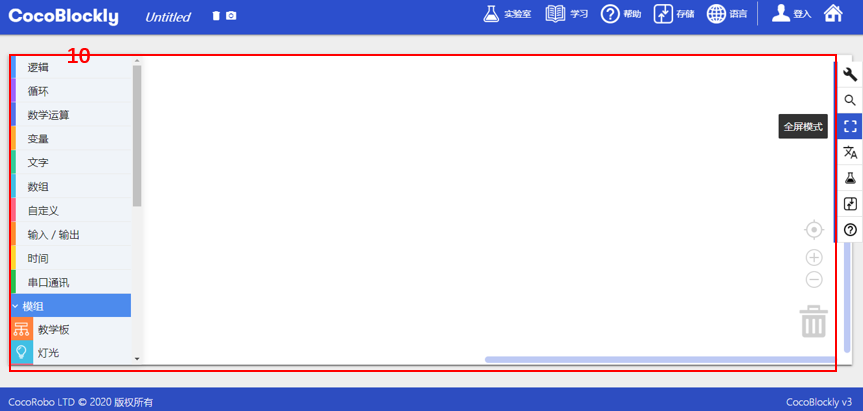 CocoBlockly Untitled 实验室 学习 帮助 存储 语言 登入
10
逻辑
循环
数学运算
全屏模式
变量
文字
数组
自定义
输入 / 输出
时间
串口通讯
模组
教学板
灯光
CocoRobo LTD © 2020 版权所有 CocoBlockly v3